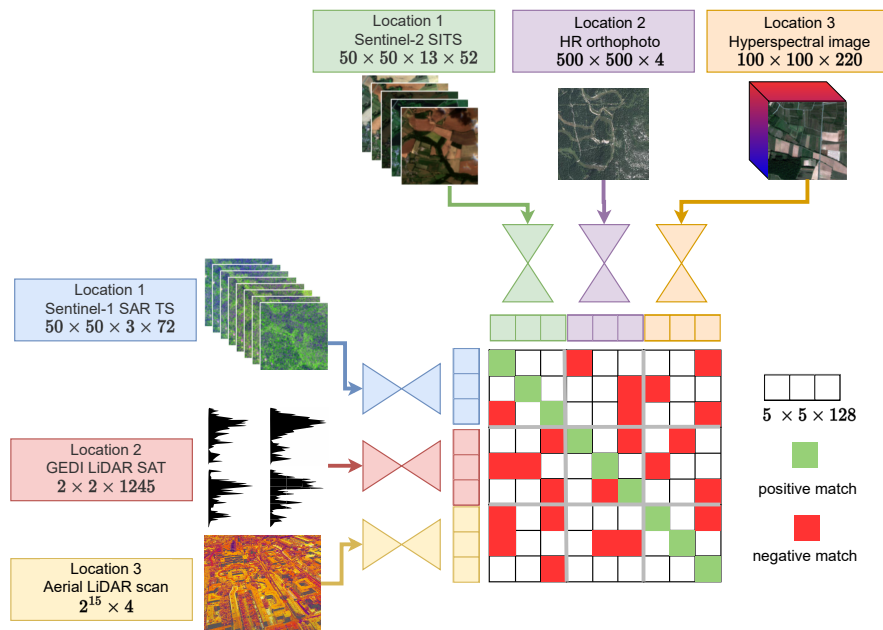 Location 1
Sentinel-2 SITS
50 × 50 × 13 × 52
Location 2
HR orthophoto
500 × 500 × 4
Location 3
Hyperspectral image
100 × 100 × 220
Location 1
Sentinel-1 SAR TS
50 × 50 × 3 × 72
Location 2
GEDI LiDAR SAT
2 × 2 × 1245
Location 3
Aerial LiDAR scan
2¹⁵ × 4
5 × 5 × 128
positive match
negative match